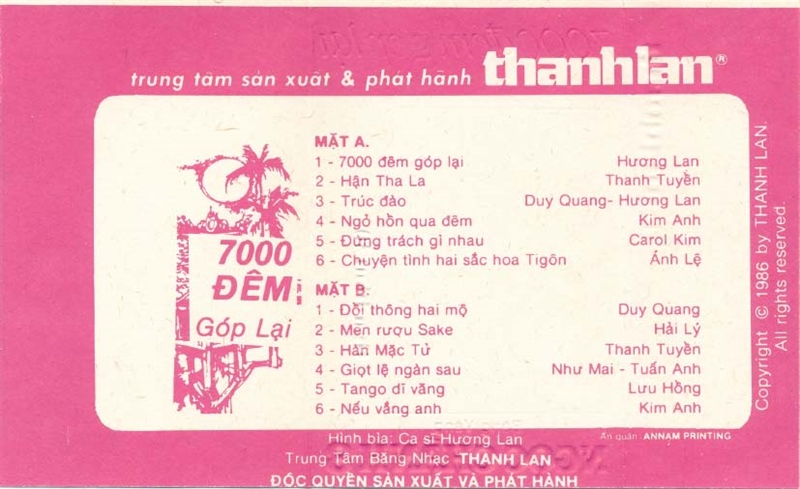 trung tâm sản xuất & phát hành thanhlan®
MẶT A.
1 - 7000 đêm góp lại Hương Lan
2 - Hận Tha La Thanh Tuyền
3 - Trúc đào Duy Quang- Hương Lan
4 - Ngỏ hồn qua đêm Kim Anh
5 - Đừng trách gì nhau Carol Kim
6 - Chuyện tình hai sắc hoa Tigôn Ánh Lệ
MẶT B.
1 - Đồi thông hai mộ Duy Quang
2 - Men rượu Sake Hải Lý
3 - Hàn Mặc Tử Thanh Tuyền
4 - Giọt lệ ngàn sau Như Mai - Tuấn Anh
5 - Tango dĩ vãng Lưu Hồng
6 - Nếu vắng anh Kim Anh
7000
ĐÊM
Góp Lại
Copyright © 1986 by THANH LAN.
All rights reserved.
Hình bìa: Ca sĩ Hương Lan
Ấn quán: ANNAM PRINTING
Trung Tâm Băng Nhạc THANH LAN
ĐỘC QUYỀN SẢN XUẤT VÀ PHÁT HÀNH